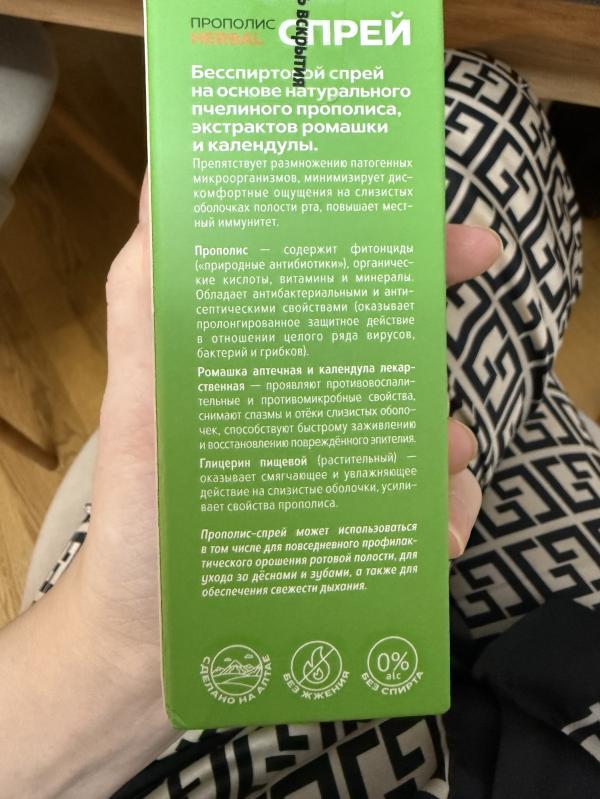 ПРОПОЛИС
HERBAL
СПРЕЙ
вскрытия
Бесспиртовой спрей
на основе натурального
пчелиного прополиса,
экстрактов ромашки
и календулы.
Препятствует размножению патогенных
микроорганизмов, минимизирует дис-
комфортные ощущения на слизистых
оболочках полости рта, повышает мест-
ный иммунитет.
Прополис — содержит фитонциды
(«природные антибиотики»), органичес-
кие кислоты, витамины и минералы.
Обладает антибактериальными и анти-
септическими свойствами (оказывает
пролонгированное защитное действие
в отношении целого ряда вирусов,
бактерий и грибков).
Ромашка аптечная и календула лекар-
ственная — проявляют противовоспали-
тельные и противомикробные свойства,
снимают спазмы и отёки слизистых оболо-
чек, способствуют быстрому заживлению
и восстановлению повреждённого эпителия.
Глицерин пищевой (растительный) —
оказывает смягчающее и увлажняющее
действие на слизистые оболочки, усили-
вает свойства прополиса.
Прополис-спрей может использоваться
в том числе для повседневного профилак-
тического орошения ротовой полости, для
ухода за дёснами и зубами, а также для
обеспечения свежести дыхания.
СДЕЛАНО НА АЛТАЕ
БЕЗ ЖЖЕНИЯ
0%
alc
БЕЗ СПИРТА